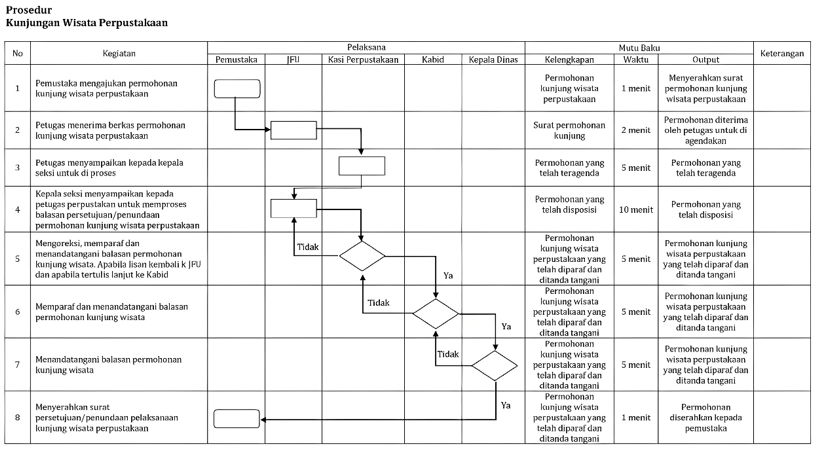 Prosedur
Kunjungan Wisata Perpustakaan
No
Kegiatan
Pelaksana
Mutu Baku
Keterangan
Pemustaka
JFU
Kasi Perpustakaan
Kabid
Kepala Dinas
Kelengkapan
Waktu
Output
1
Pemustaka mengajukan permohonan
kunjung wisata perpustakaan
Permohonan
kunjung wisata
perpustakaan
1 menit
Menyerahkan surat
permohonan kunjung
wisata perpustakaan
2
Petugas menerima berkas permohonan
kunjung wisata perpustakaan
Surat permohonan
kunjung
2 menit
Permohonan diterima
oleh petugas untuk di
agendakan
3
Petugas menyampaikan kepada kepala
seksi untuk di proses
Permohonan yang
telah teragenda
5 menit
Permohonan yang
telah teragenda
4
Kepala seksi menyampaikan kepada
petugas perpustakan untuk memproses
balasan persetujuan/penundaan
permohonan kunjung wisata perpustakaan
Permohonan yang
telah disposisi
10 menit
Permohonan yang
telah disposisi
5
Mengoreksi, memparaf dan
menandatangani balasan permohonan
kunjung wisata. Apabila lisan kembali k JFU
dan apabila tertulis lanjut ke Kabid
Tidak
Ya
Permohonan
kunjung wisata
perpustakaan yang
telah diparaf dan
ditanda tangani
5 menit
Permohonan kunjung
wisata perpustakaan
yang telah diparaf dan
ditanda tangani
6
Memparaf dan menandatangani balasan
permohonan kunjung wisata
Tidak
Ya
Permohonan
kunjung wisata
perpustakaan yang
telah diparaf dan
ditanda tangani
5 menit
Permohonan kunjung
wisata perpustakaan
yang telah diparaf dan
ditanda tangani
7
Menandatangani balasan permohonan
kunjung wisata
Tidak
Ya
Permohonan
kunjung wisata
perpustakaan yang
telah diparaf dan
ditanda tangani
5 menit
Permohonan kunjung
wisata perpustakaan
yang telah diparaf dan
ditanda tangani
8
Menyerahkan surat
persetujuan/penundaan pelaksanaan
kunjung wisata perpustakaan
Permohonan
kunjung wisata
perpustakaan yang
telah diparaf dan
ditanda tangani
1 menit
Permohonan
diserahkan kepada
pemustaka